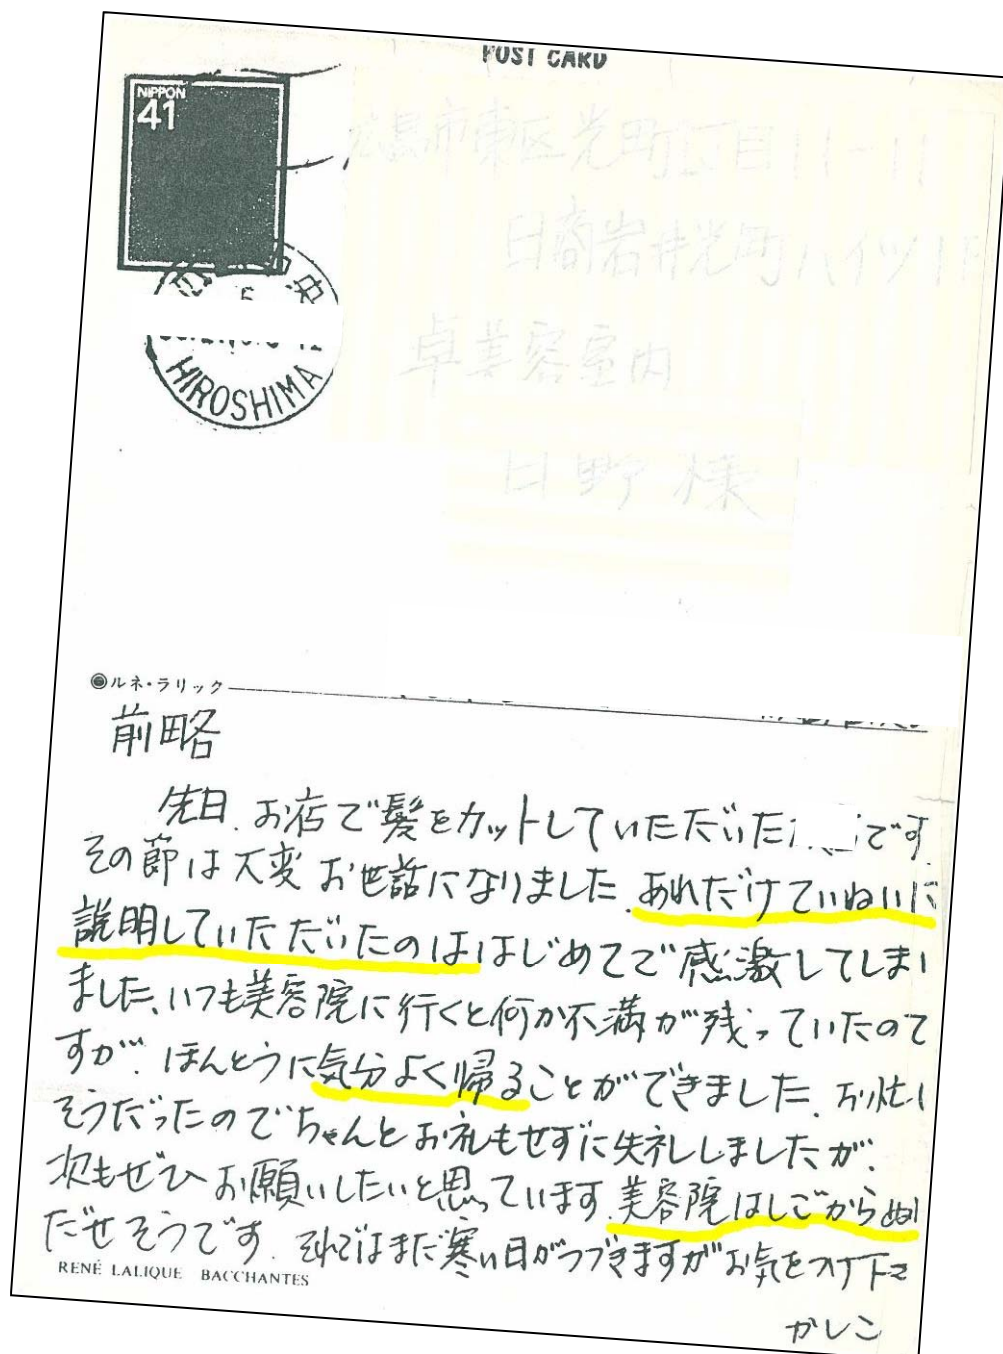 POST CARD
NIPPON
41
広島市東区光町1丁目11-11
日商岩井光町ハイツ1F
卓美容室内
日野様
HIROSHIMA
◉ルネ・ラリック
前略
先日、お店で髪をカットしていただいた です。
その節は大変お世話になりました。あれだけていねいに
説明していただいたのははじめてで感激してしまい
ました、いつも美容院に行くと何か不満が残っていたので
すが、ほんとうに気分よく帰ることができました。お忙し
そうだったのでちゃんとお礼もせずに失礼しましたが、
次もぜひお願いしたいと思っています。美容院はしごからぬけ
だせそうです。それではまだ寒い日がつづきますがお気をつけ下さ
RENÉ LALIQUE BACCHANTES
かしこ